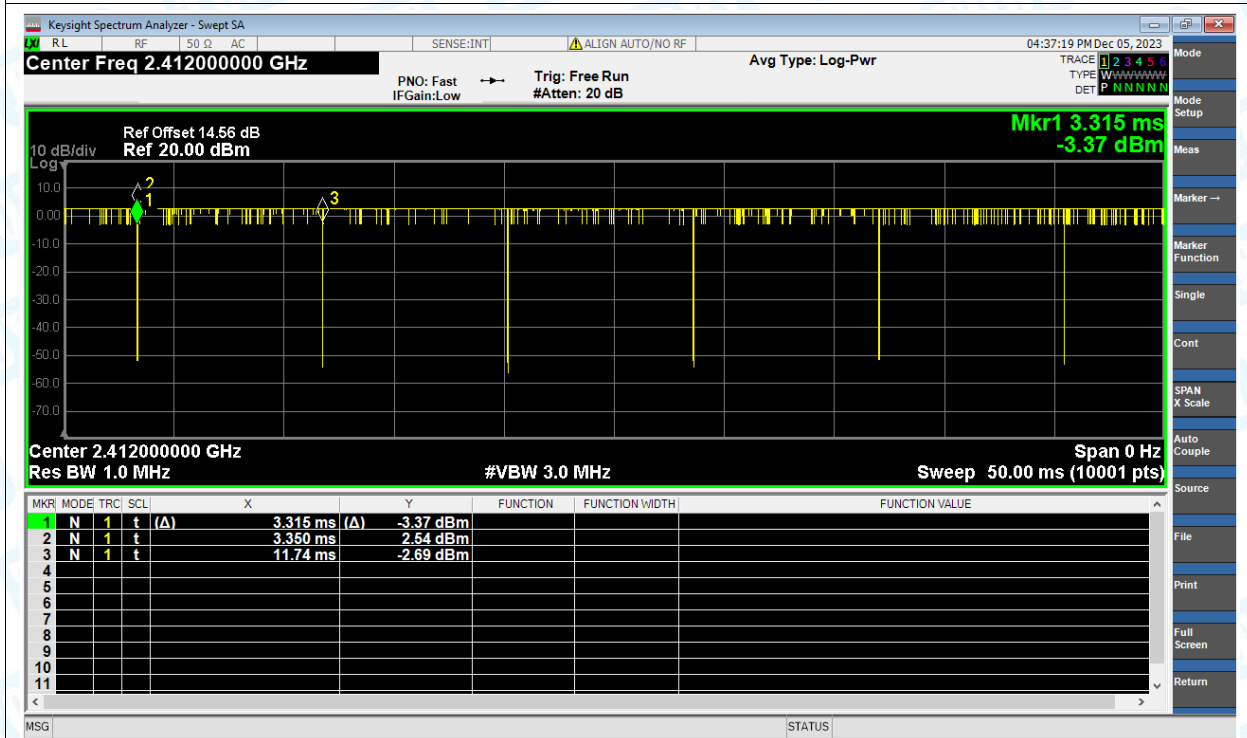 Keysight Spectrum Analyzer - Swept SA
LXI RL RF 50 Ω AC SENSE:INT ALIGN AUTO/NO RF 04:37:19 PM Dec 05, 2023
Center Freq 2.412000000 GHz
PNO: Fast
IFGain:Low
Trig: Free Run
#Atten: 20 dB
Avg Type: Log-Pwr
TRACE 1 2 3 4 5 6
TYPE WWWWWW
DET P N N N N N
Ref Offset 14.56 dB
10 dB/div Ref 20.00 dBm
Log
Mkr1 3.315 ms
-3.37 dBm
10.0
0.00
-10.0
-20.0
-30.0
-40.0
-50.0
-60.0
-70.0
2
1
3
Center 2.412000000 GHz Span 0 Hz
Res BW 1.0 MHz #VBW 3.0 MHz Sweep 50.00 ms (10001 pts)
MKR MODE TRC SCL X Y FUNCTION FUNCTION WIDTH FUNCTION VALUE
1 N 1 t (Δ) 3.315 ms (Δ) -3.37 dBm
2 N 1 t 3.350 ms 2.54 dBm
3 N 1 t 11.74 ms -2.69 dBm
4
5
6
7
8
9
10
11
MSG STATUS
Mode
Mode
Setup
Meas
Marker →
Marker
Function
Single
Cont
SPAN
X Scale
Auto
Couple
Source
File
Print
Full
Screen
Return